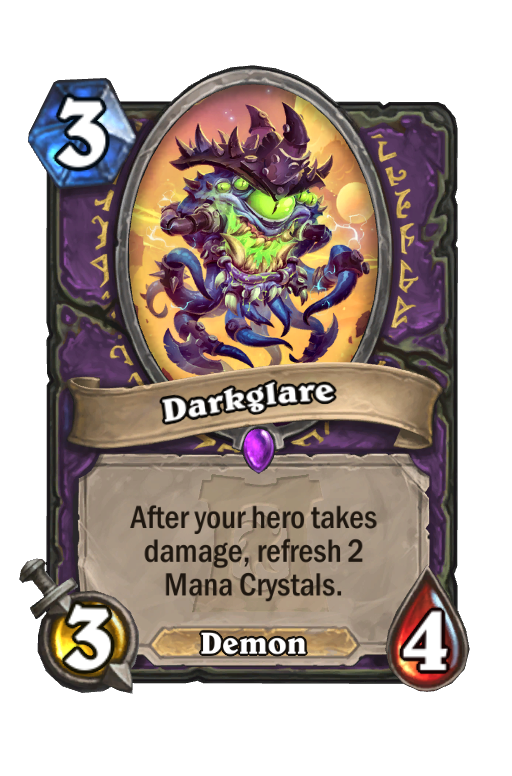 3
Darkglare
After your hero takes
damage, refresh 2
Mana Crystals.
3
Demon
4